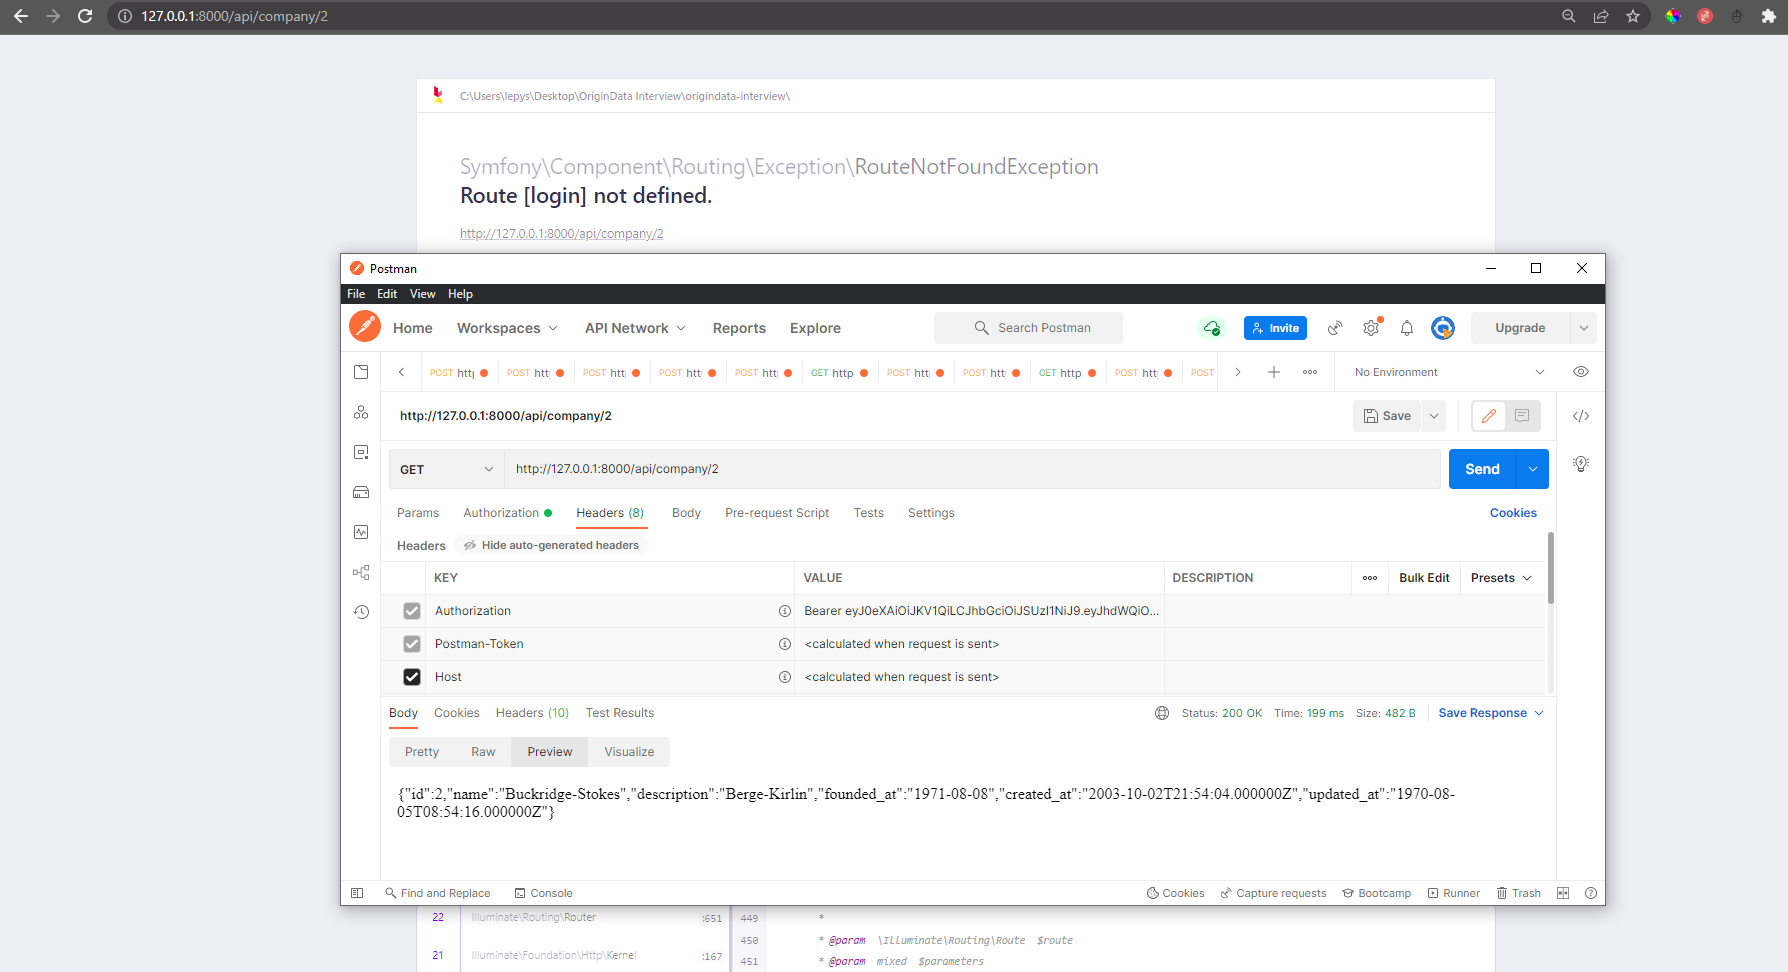 127.0.0.1:8000/api/company/2
C:\Users\lepys\Desktop\OriginData Interview\origindata-interview\
Symfony\Component\Routing\Exception\RouteNotFoundException
Route [login] not defined.
http://127.0.0.1:8000/api/company/2
Postman
File Edit View Help
Home Workspaces API Network Reports Explore Search Postman Invite Upgrade
POST http POST htt POST htt POST htt POST htt GET http POST htt POST htt GET http POST htt POST No Environment
http://127.0.0.1:8000/api/company/2 Save
GET http://127.0.0.1:8000/api/company/2 Send
Params Authorization Headers (8) Body Pre-request Script Tests Settings Cookies
Headers Hide auto-generated headers
KEY VALUE DESCRIPTION Bulk Edit Presets
Authorization Bearer eyJ0eXAiOiJKV1QiLCJhbGciOiJSUzI1NiJ9.eyJhdWQiO...
Postman-Token <calculated when request is sent>
Host <calculated when request is sent>
Body Cookies Headers (10) Test Results Status: 200 OK Time: 199 ms Size: 482 B Save Response
Pretty Raw Preview Visualize
{"id":2,"name":"Buckridge-Stokes","description":"Berge-Kirlin","founded_at":"1971-08-08","created_at":"2003-10-02T21:54:04.000000Z","updated_at":"1970-08-
05T08:54:16.000000Z"}
Find and Replace Console Cookies Capture requests Bootcamp Runner Trash
22 Illuminate\Routing\Router :651 449 *
450 * @param \Illuminate\Routing\Route $route
21 Illuminate\Foundation\Http\Kernel :167 451 * @param mixed $parameters